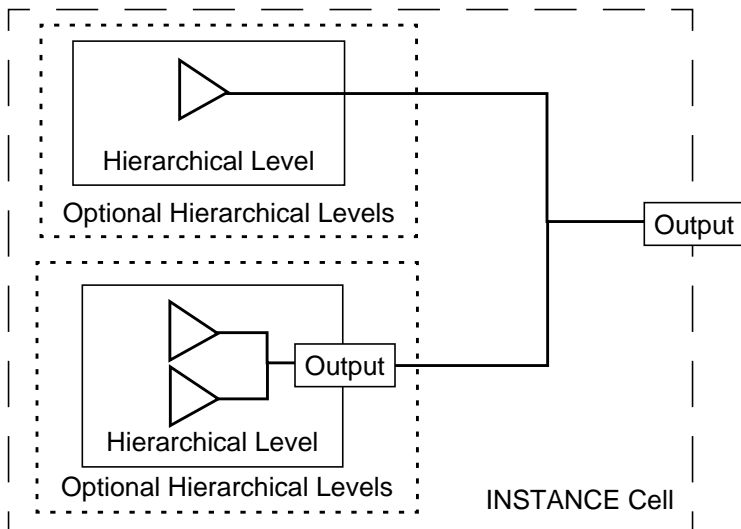 Hierarchical Level
Optional Hierarchical Levels
Output
Output
Hierarchical Level
Optional Hierarchical Levels
INSTANCE Cell